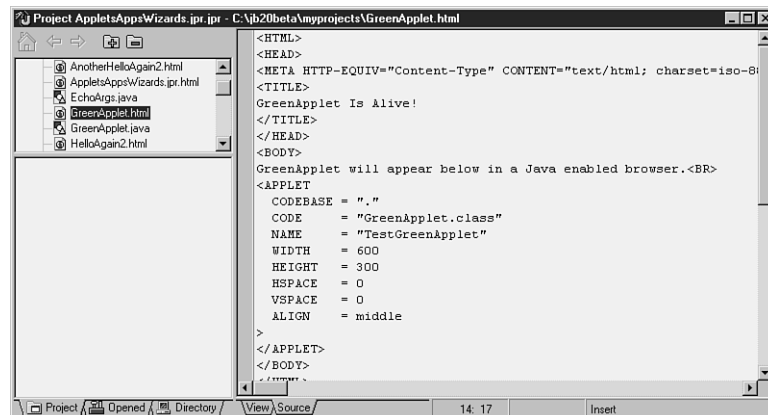 Project AppletsAppsWizards.jpr.jpr - C:\jb20beta\myprojects\GreenApplet.html
AnotherHelloAgain2.html
AppletsAppsWizards.jpr.html
EchoArgs.java
GreenApplet.html
GreenApplet.java
HelloAgain2.html
<HTML>
<HEAD>
<META HTTP-EQUIV="Content-Type" CONTENT="text/html; charset=iso-88
<TITLE>
GreenApplet Is Alive!
</TITLE>
</HEAD>
<BODY>
GreenApplet will appear below in a Java enabled browser.<BR>
<APPLET
  CODEBASE = "."
  CODE     = "GreenApplet.class"
  NAME     = "TestGreenApplet"
  WIDTH    = 600
  HEIGHT   = 300
  HSPACE   = 0
  VSPACE   = 0
  ALIGN    = middle
>
</APPLET>
</BODY>
</HTML>
Project Opened Directory View Source 14: 17 Insert